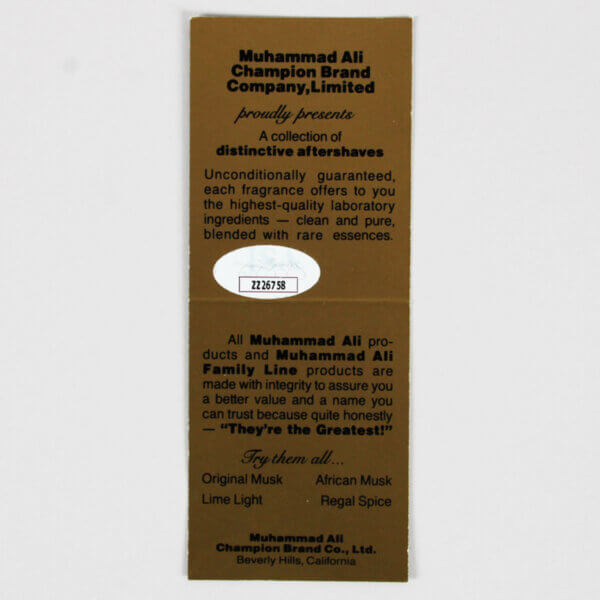 Muhammad Ali
Champion Brand
Company,Limited
proudly presents
A collection of
distinctive aftershaves
Unconditionally guaranteed,
each fragrance offers to you
the highest-quality laboratory
ingredients — clean and pure,
blended with rare essences.
ZZ26758
All Muhammad Ali pro-
ducts and Muhammad Ali
Family Line products are
made with integrity to assure you
a better value and a name you
can trust because quite honestly
— “They're the Greatest!”
Try them all...
Original Musk African Musk
Lime Light Regal Spice
Muhammad Ali
Champion Brand Co., Ltd.
Beverly Hills, California